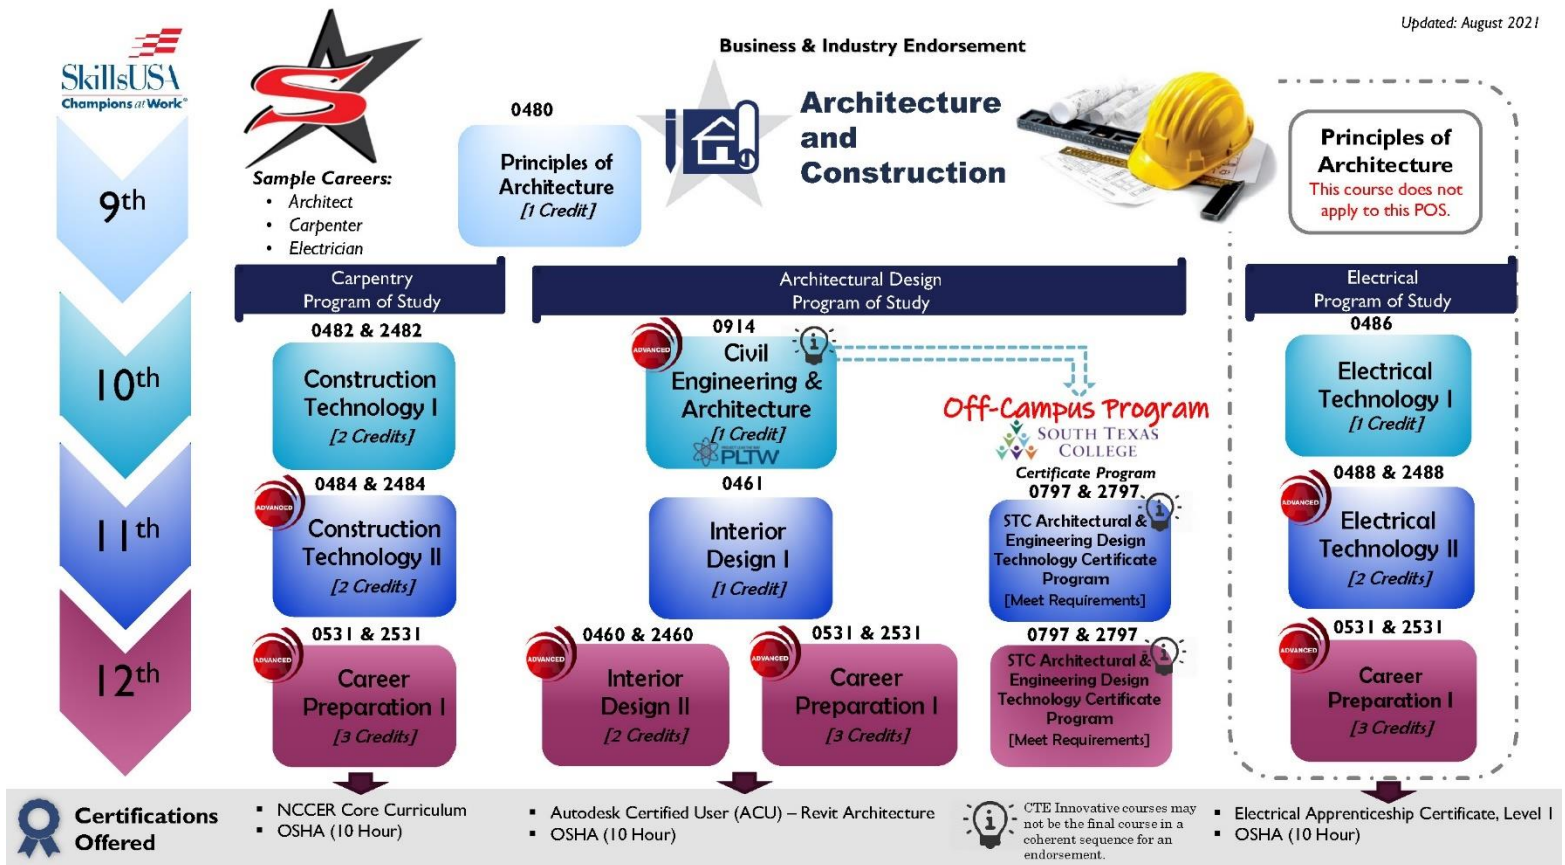 Updated: August 2021
SkillsUSA
Champions at Work®
S
Business & Industry Endorsement
Architecture
and
Construction
0480
Principles of
Architecture
[1 Credit]
Principles of
Architecture
This course does not
apply to this POS.
Sample Careers:
• Architect
• Carpenter
• Electrician
9th
Carpentry
Program of Study
Architectural Design
Program of Study
Electrical
Program of Study
10th
0482 & 2482
Construction
Technology I
[2 Credits]
ADVANCED
0914
Civil
Engineering &
Architecture
[1 Credit]
PLTW
i
Off-Campus Program
SOUTH TEXAS
COLLEGE
Certificate Program
0486
Electrical
Technology I
[1 Credit]
11th
ADVANCED
0484 & 2484
Construction
Technology II
[2 Credits]
0461
Interior
Design I
[1 Credit]
0797 & 2797
i
STC Architectural &
Engineering Design
Technology Certificate
Program
[Meet Requirements]
ADVANCED
0488 & 2488
Electrical
Technology II
[2 Credits]
12th
ADVANCED
0531 & 2531
Career
Preparation I
[3 Credits]
ADVANCED
0460 & 2460
Interior
Design II
[2 Credits]
ADVANCED
0531 & 2531
Career
Preparation I
[3 Credits]
0797 & 2797
i
STC Architectural &
Engineering Design
Technology Certificate
Program
[Meet Requirements]
ADVANCED
0531 & 2531
Career
Preparation I
[3 Credits]
Certifications
Offered
▪ NCCER Core Curriculum
▪ OSHA (10 Hour)
▪ Autodesk Certified User (ACU) – Revit Architecture
▪ OSHA (10 Hour)
i
CTE Innovative courses may
not be the final course in a
coherent sequence for an
endorsement.
▪ Electrical Apprenticeship Certificate, Level 1
▪ OSHA (10 Hour)